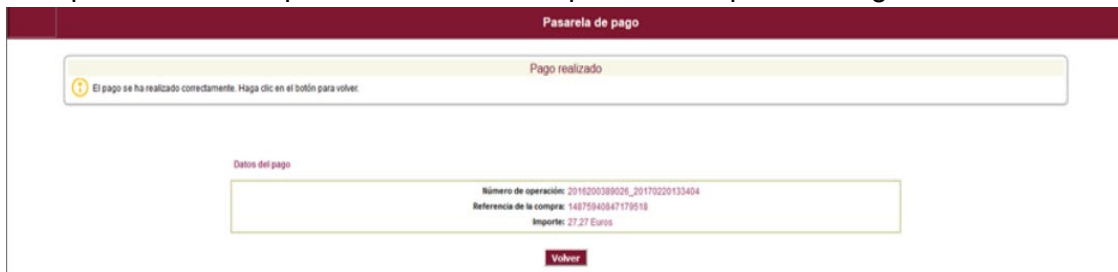 Pasarela de pago
Pago realizado
El pago se ha realizado correctamente. Haga clic en el botón para volver.
Datos del pago
Número de operación: 2016200389026_20170220133404
Referencia de la compra: 14875940847179518
Importe: 27,27 Euros
Volver